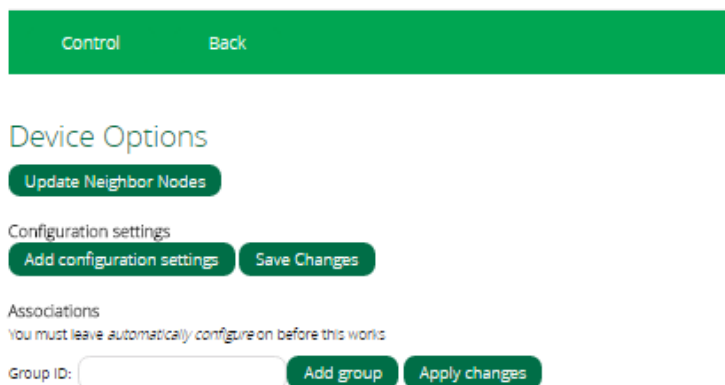 Control Back
Device Options
Update Neighbor Nodes
Configuration settings
Add configuration settings Save Changes
Associations
You must leave automatically configure on before this works
Group ID: Add group Apply changes